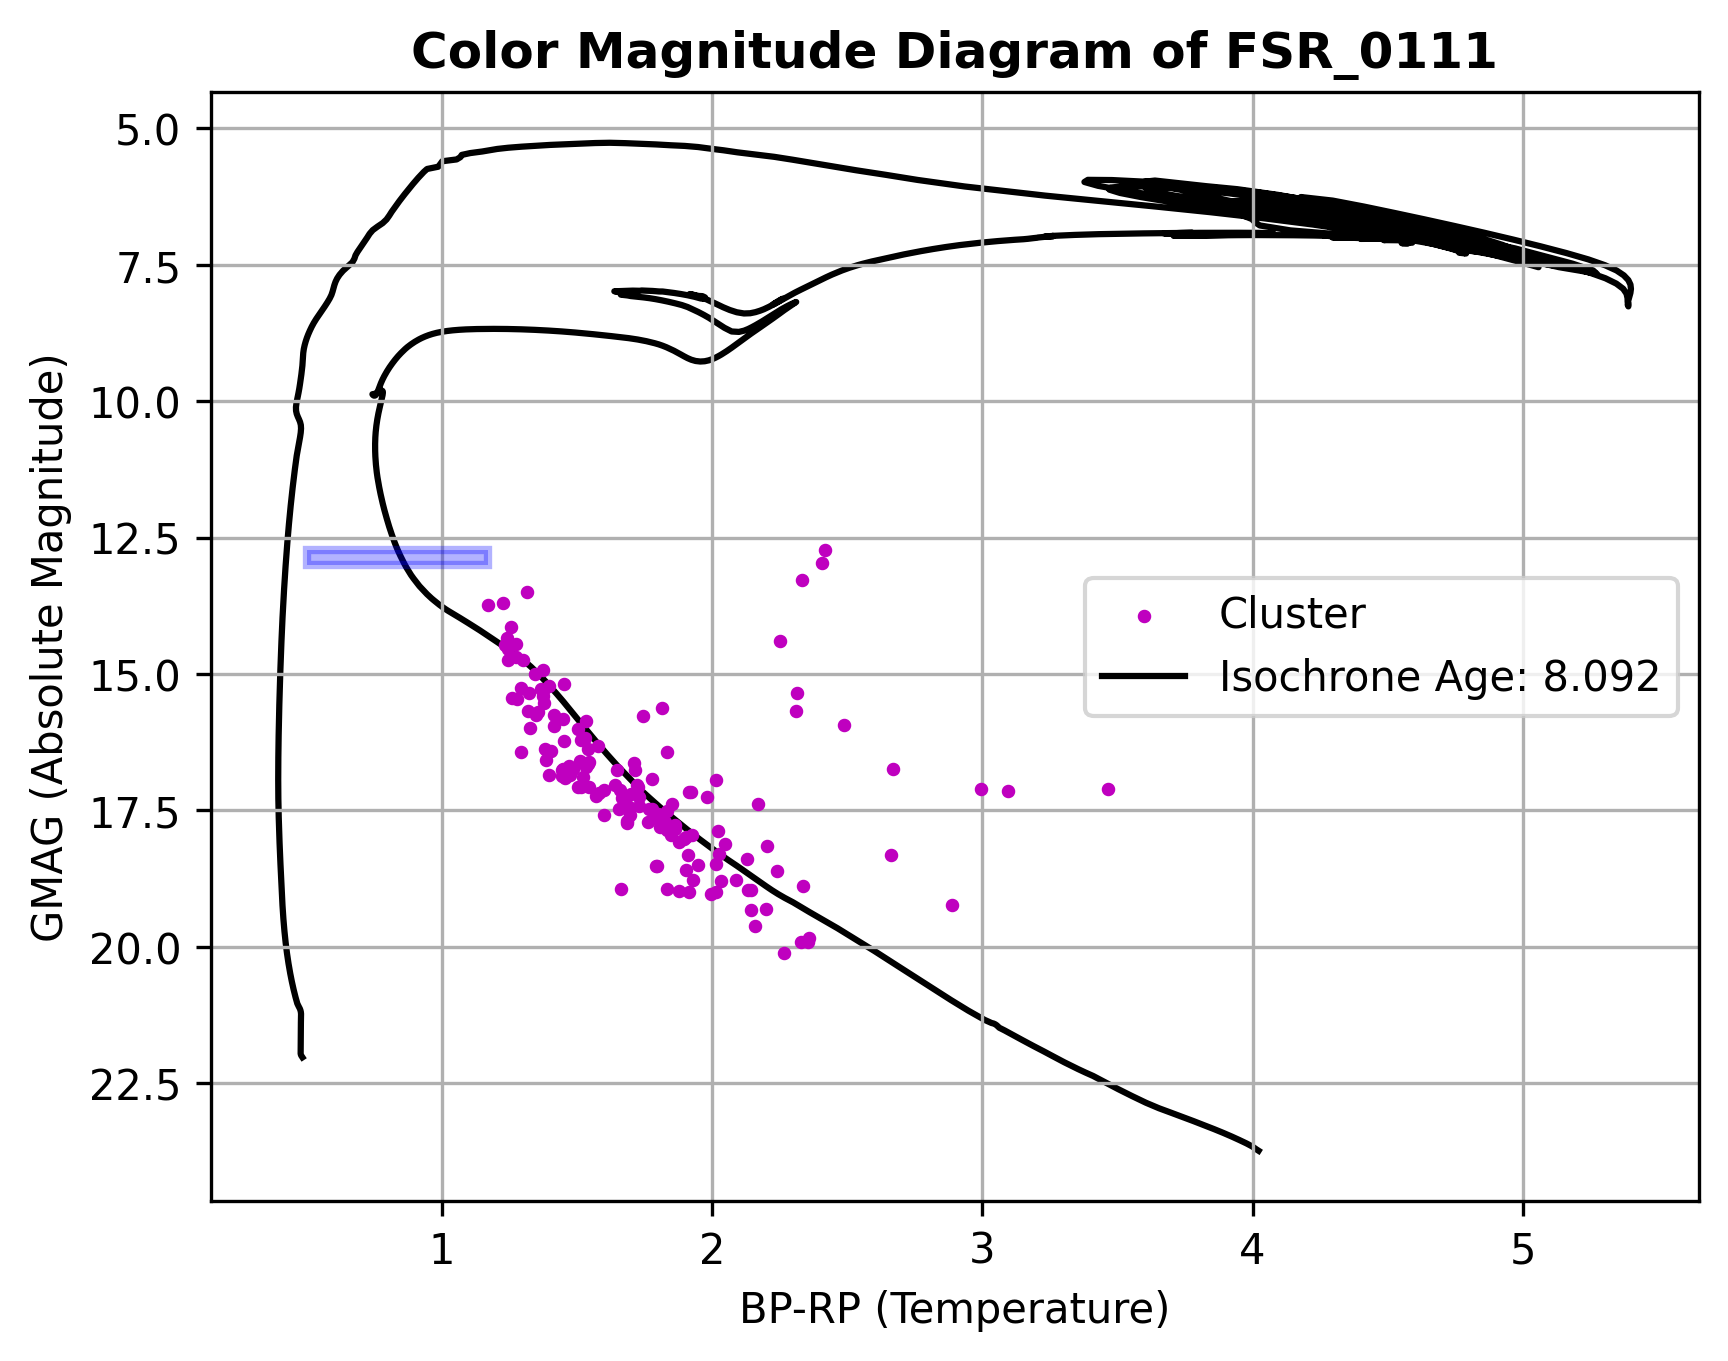 Color Magnitude Diagram of FSR_0111
GMAG (Absolute Magnitude)
5.0
7.5
10.0
12.5
15.0
17.5
20.0
22.5
Cluster
Isochrone Age: 8.092
1 2 3 4 5
BP-RP (Temperature)